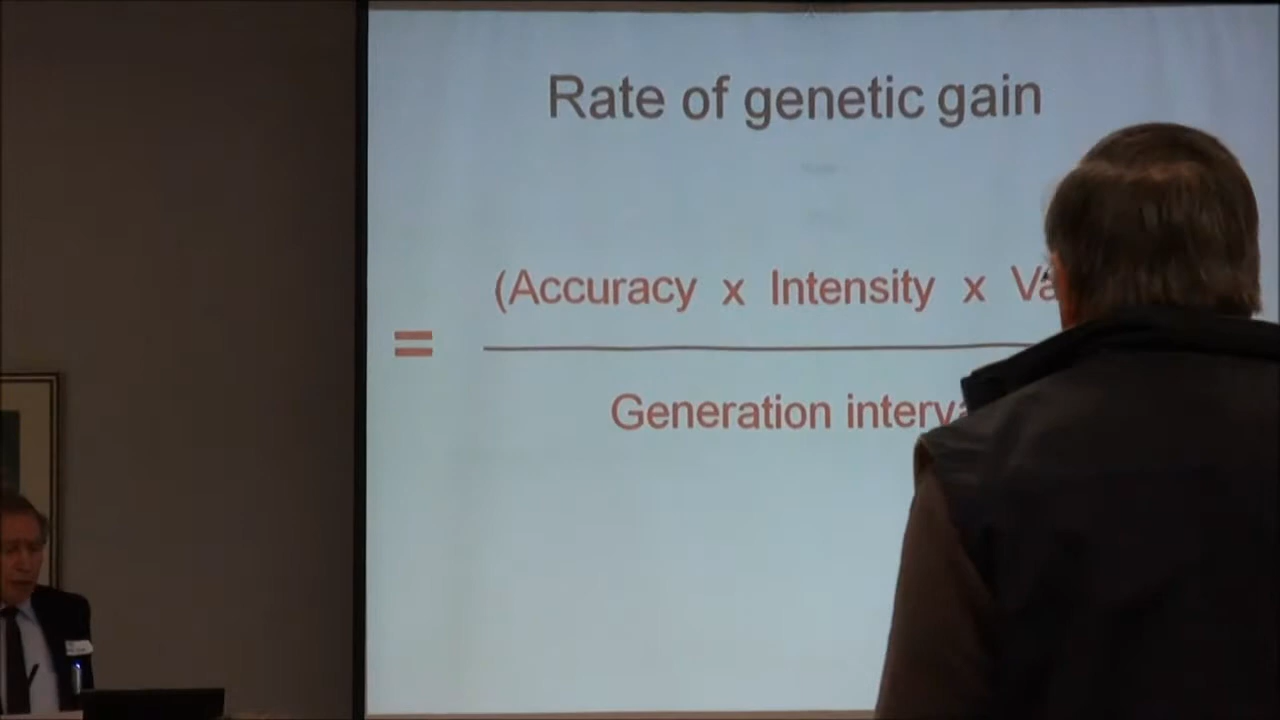 Rate of genetic gain
(Accuracy x Intensity x
=
Generation